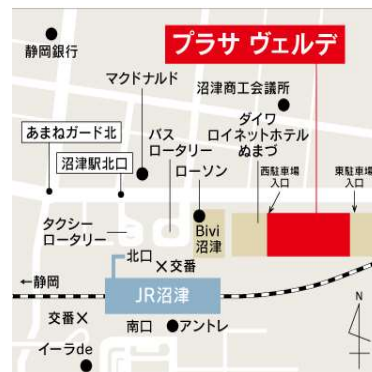 静岡銀行
プラサ ヴェルデ
マクドナルド
沼津商工会議所
あまねガード北
沼津駅北口
バス
ロータリー
ローソン
ダイワ
ロイネットホテル
ぬまづ
西駐車場
入口
東駐車場
入口
タクシー
ロータリー
Bivi
沼津
北口
交番
←静岡
JR沼津
N
交番
南口
アントレ
イーラde